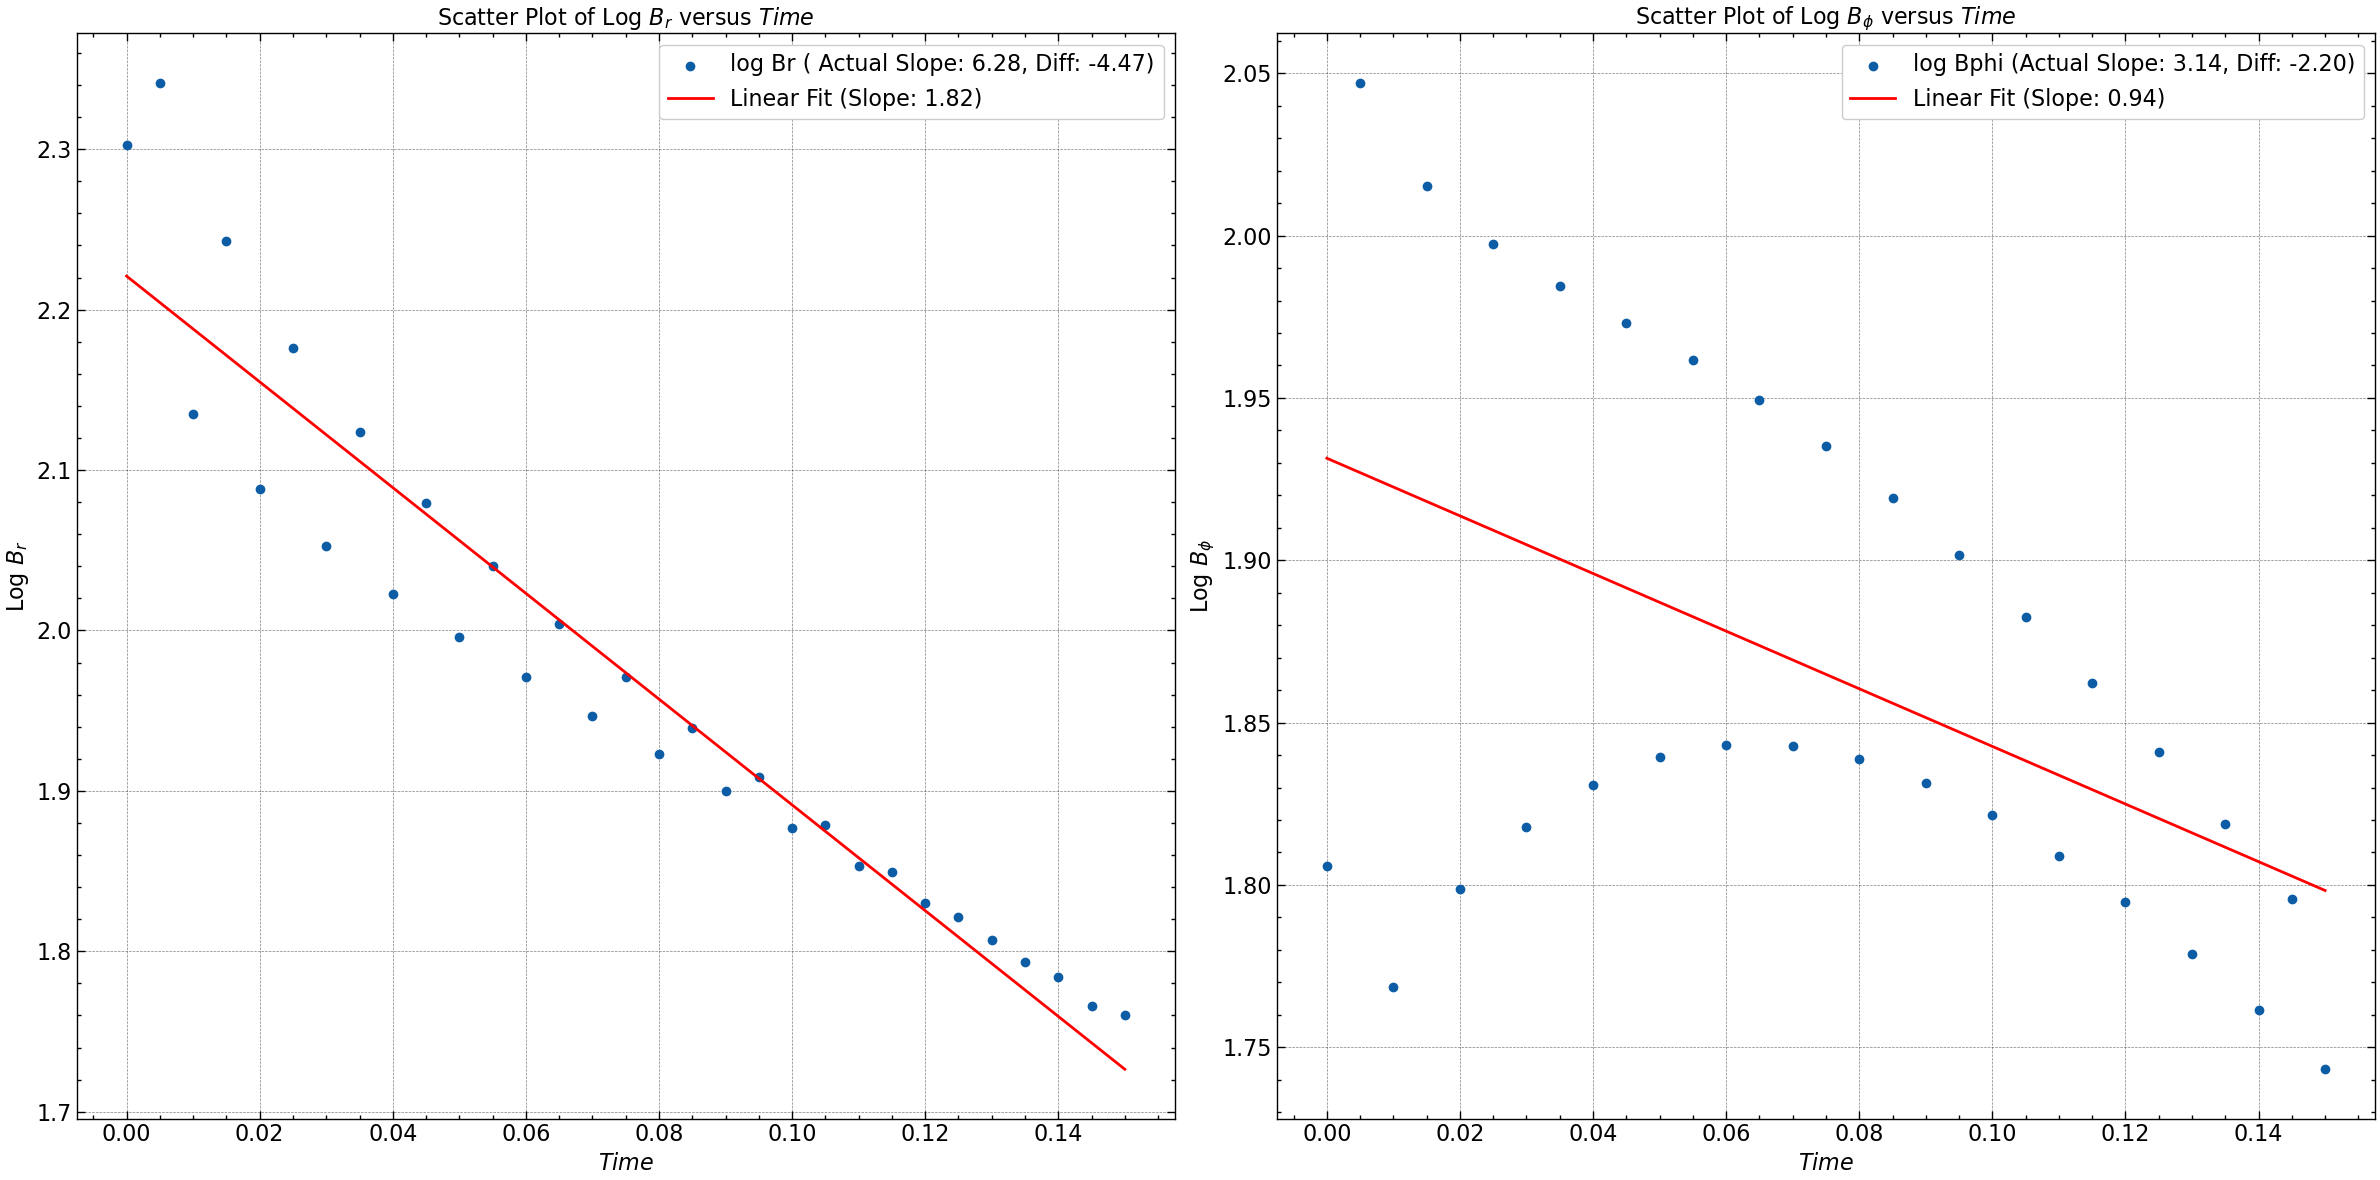 Scatter Plot of Log Bᵣ versus Time
log Br ( Actual Slope: 6.28, Diff: -4.47)
Linear Fit (Slope: 1.82)
2.3
2.2
2.1
2.0
1.9
1.8
1.7
Log Bᵣ
0.00 0.02 0.04 0.06 0.08 0.10 0.12 0.14
Time
Scatter Plot of Log Bᵩ versus Time
log Bphi (Actual Slope: 3.14, Diff: -2.20)
Linear Fit (Slope: 0.94)
2.05
2.00
1.95
1.90
1.85
1.80
1.75
Log Bᵩ
0.00 0.02 0.04 0.06 0.08 0.10 0.12 0.14
Time